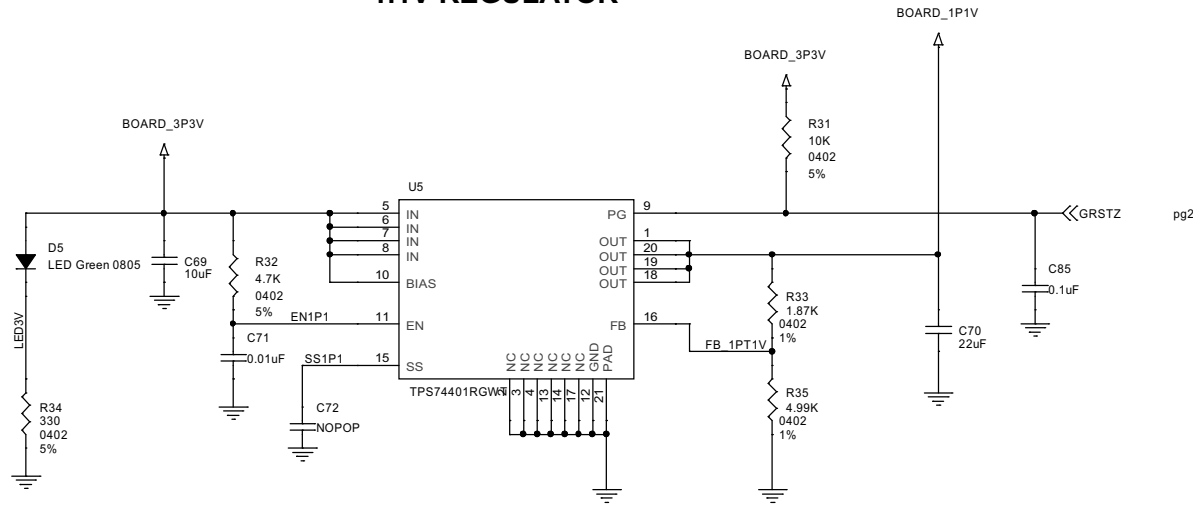 BOARD_1P1V
BOARD_3P3V
BOARD_3P3V
R31
10K
0402
5%
U5
5 IN
6 IN
7 IN
8 IN
10 BIAS
11 EN
15 SS
PG 9
OUT 1
OUT 20
OUT 19
OUT 18
FB 16
GRSTZ
pg2
D5
LED Green 0805
C69
10uF
R32
4.7K
0402
5%
EN1P1
C71
0.01uF
SS1P1
C72
NOPOP
LED3V
R34
330
0402
5%
R33
1.87K
0402
1%
FB_1PT1V
R35
4.99K
0402
1%
C70
22uF
C85
0.1uF
NC
NC
NC
NC
NC
NC
GND
PAD
3
4
13
14
17
12
21